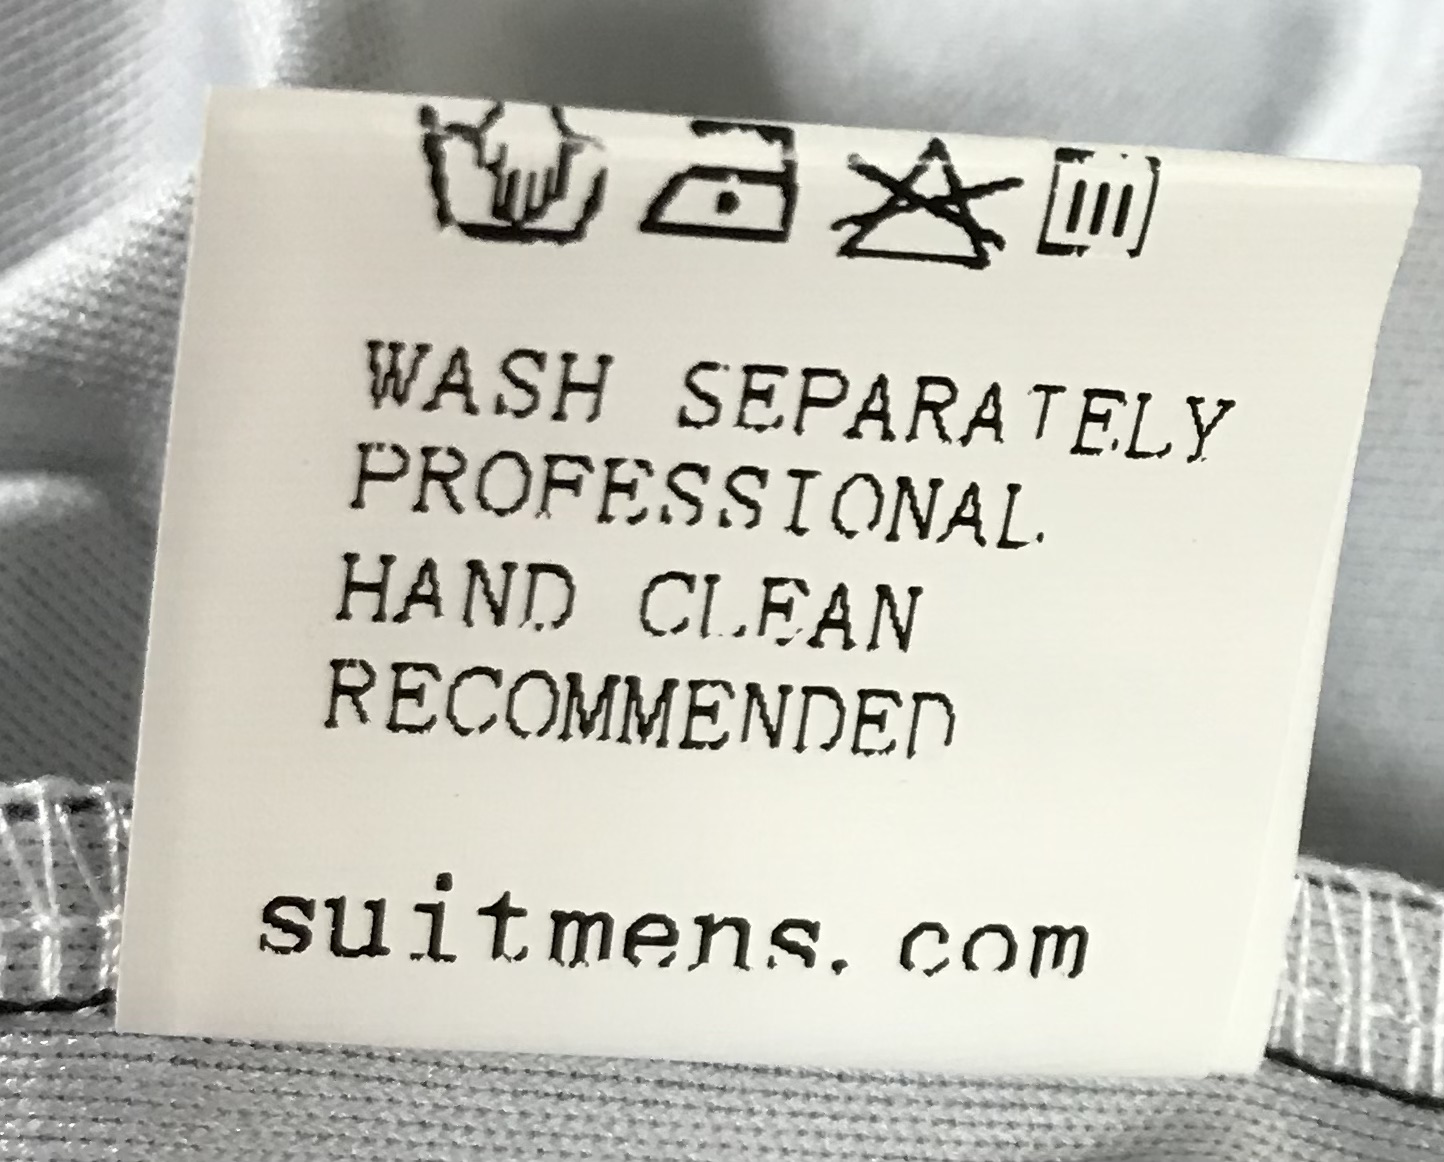 WASH SEPARATELY
PROFESSIONAL
HAND CLEAN
RECOMMENDED
suitmens.com